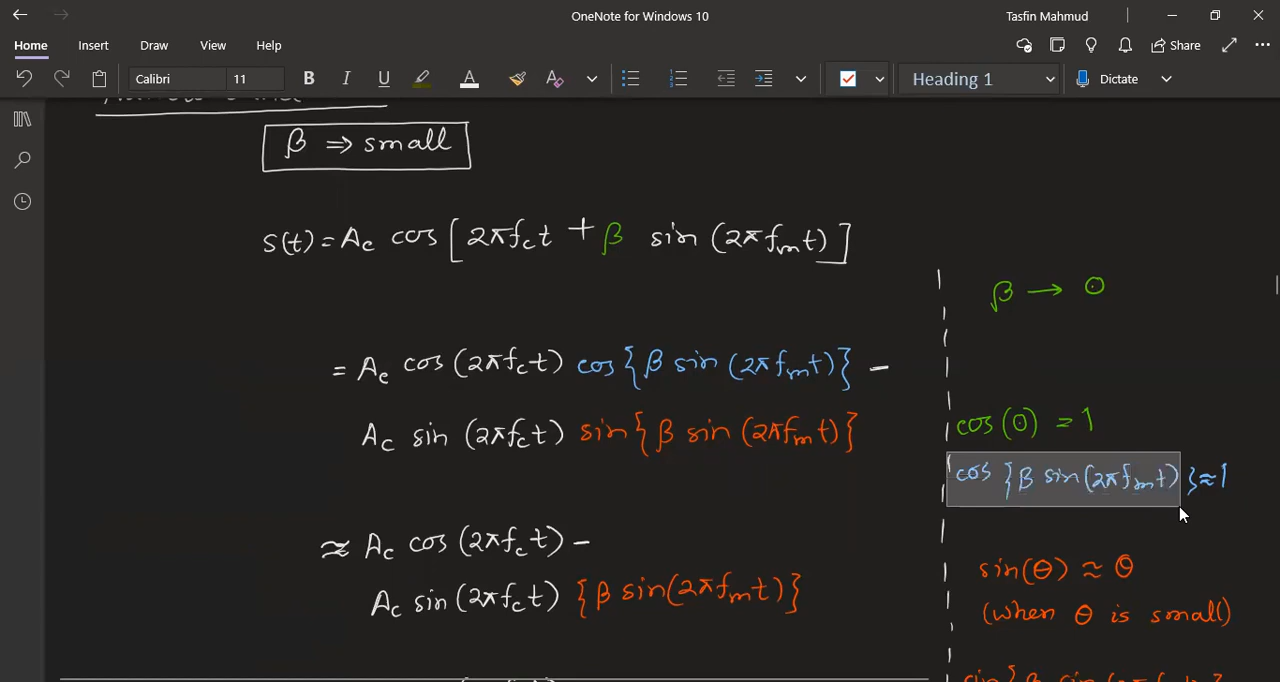 OneNote for Windows 10
Tasfin Mahmud
Home Insert Draw View Help
Share
Calibri 11 B I U A Heading 1 Dictate
β ⇒ small
s(t) = Ac cos [2πfct + β sin (2πfmt)]
= Ac cos (2πfct) cos{β sin (2πfmt)} −
Ac sin (2πfct) sin{β sin (2πfmt)}
≈ Ac cos (2πfct) −
Ac sin (2πfct) {β sin(2πfmt)}
β → 0
cos (0) = 1
cos {β sin(2πfmt)} ≈ 1
sin(θ) ≈ θ
(when θ is small)